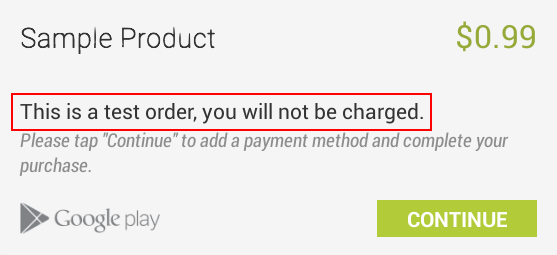 Sample Product $0.99
This is a test order, you will not be charged.
Please tap "Continue" to add a payment method and complete your
purchase.
Google play CONTINUE